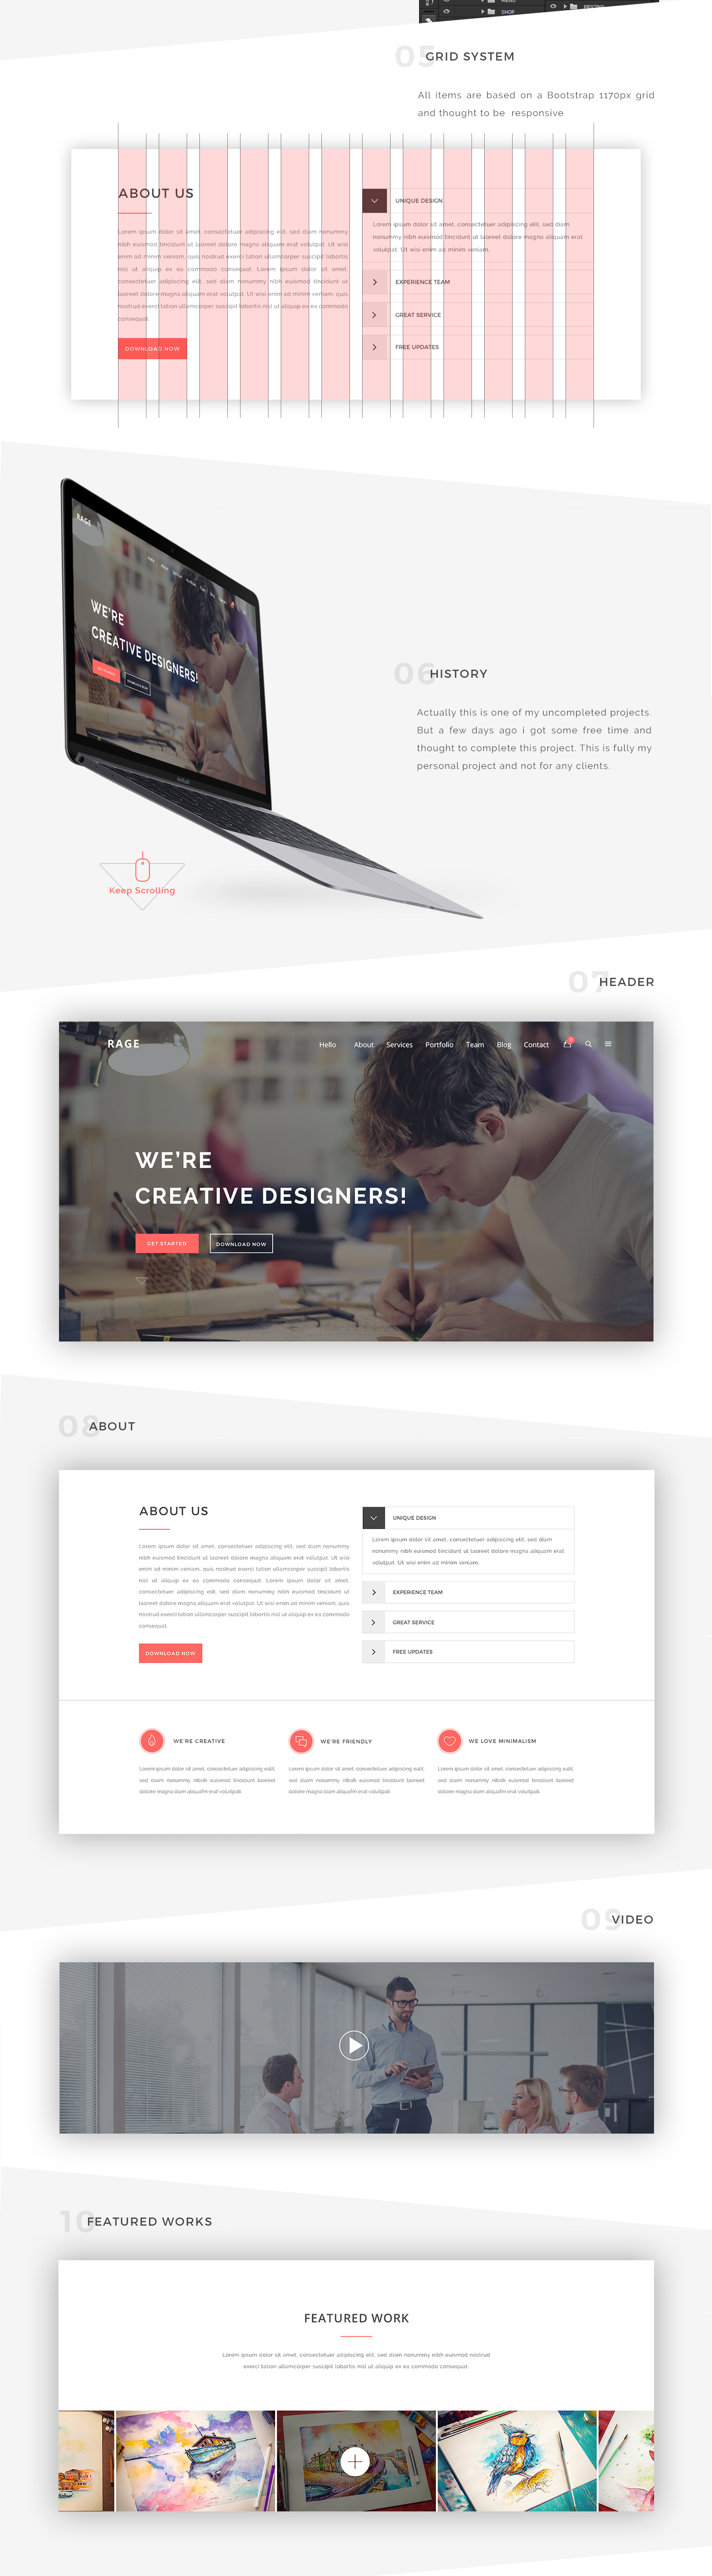 MENU
SHOP
05
GRID SYSTEM
All items are based on a Bootstrap 1170px grid
and thought to be responsive
ABOUT US
Lorem ipsum dolor sit amet, consectetuer adipiscing elit, sed diam nonummy
nibh euismod tincidunt ut laoreet dolore magna aliquam erat volutpat. Ut wisi
enim ad minim veniam, quis nostrud exerci tation ullamcorper suscipit lobortis
nisl ut aliquip ex ea commodo consequat. Lorem ipsum dolor sit amet,
consectetuer adipiscing elit, sed diam nonummy nibh euismod tincidunt ut
laoreet dolore magna aliquam erat volutpat. Ut wisi enim ad minim veniam, quis
nostrud exerci tation ullamcorper suscipit lobortis nisl ut aliquip ex ea commodo
consequat.
DOWNLOAD NOW
UNIQUE DESIGN
Lorem ipsum dolor sit amet, consectetuer adipiscing elit, sed diam
nonummy nibh euismod tincidunt ut laoreet dolore magna aliquam erat
volutpat. Ut wisi enim ad minim veniam.
EXPERIENCE TEAM
GREAT SERVICE
FREE UPDATES
RAGE
WE'RE
CREATIVE DESIGNERS!
06
HISTORY
Actually this is one of my uncompleted projects.
But a few days ago i got some free time and
thought to complete this project. This is fully my
personal project and not for any clients.
Keep Scrolling
07
HEADER
RAGE
Hello About Services Portfolio Team Blog Contact
WE'RE
CREATIVE DESIGNERS!
GET STARTED DOWNLOAD NOW
08
ABOUT
ABOUT US
Lorem ipsum dolor sit amet, consectetuer adipiscing elit, sed diam nonummy
nibh euismod tincidunt ut laoreet dolore magna aliquam erat volutpat. Ut wisi
enim ad minim veniam, quis nostrud exerci tation ullamcorper suscipit lobortis
nisl ut aliquip ex ea commodo consequat. Lorem ipsum dolor sit amet,
consectetuer adipiscing elit, sed diam nonummy nibh euismod tincidunt ut
laoreet dolore magna aliquam erat volutpat. Ut wisi enim ad minim veniam, quis
nostrud exerci tation ullamcorper suscipit lobortis nisl ut aliquip ex ea commodo
consequat.
DOWNLOAD NOW
UNIQUE DESIGN
Lorem ipsum dolor sit amet, consectetuer adipiscing elit, sed diam
nonummy nibh euismod tincidunt ut laoreet dolore magna aliquam erat
volutpat. Ut wisi enim ad minim veniam.
EXPERIENCE TEAM
GREAT SERVICE
FREE UPDATES
WE'RE CREATIVE
Lorem ipsum dolor sit amet, consectetuer adipiscing elit,
sed diam nonummy nibolh euismod tincidunt laoreet
dolore magna diam aliquafm erat volutpat
WE'RE FRIENDLY
Lorem ipsum dolor sit amet, consectetuer adipiscing elit,
sed diam nonummy nibolh euismod tincidunt laoreet
dolore magna diam aliquafm erat volutpat
WE LOVE MINIMALISM
Lorem ipsum dolor sit amet, consectetuer adipiscing elit,
sed diam nonummy nibolh euismod tincidunt laoreet
dolore magna diam aliquafm erat volutpat
09
VIDEO
10
FEATURED WORKS
FEATURED WORK
Lorem ipsum dolor sit amet, consectetuer adipiscing elit, sed diam nonummy nibh euismod nostrud
exerci tation ullamcorper suscipit lobortis nisl ut aliquip ex ea commodo consequat.